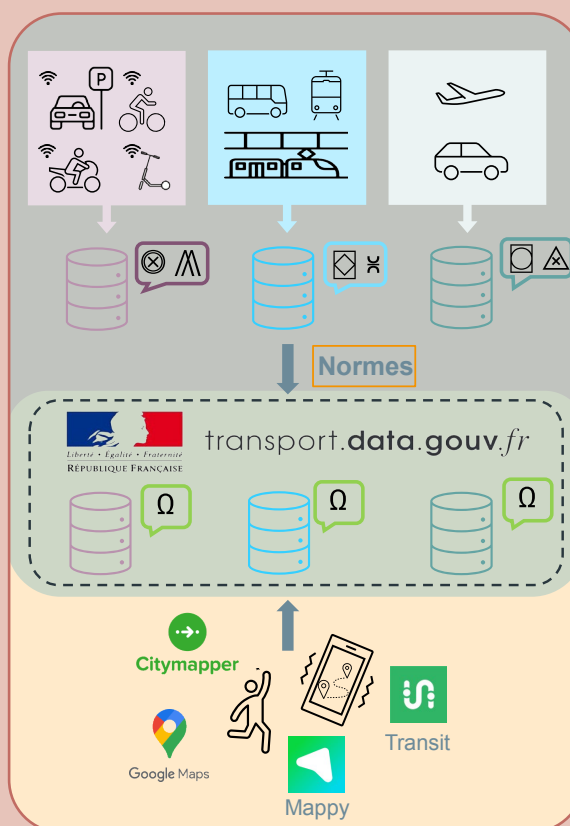 P
Normes
Liberté • Égalité • Fraternité
RÉPUBLIQUE FRANÇAISE
transport.data.gouv.fr
Ω
Ω
Ω
Citymapper
Transit
Google Maps
Mappy